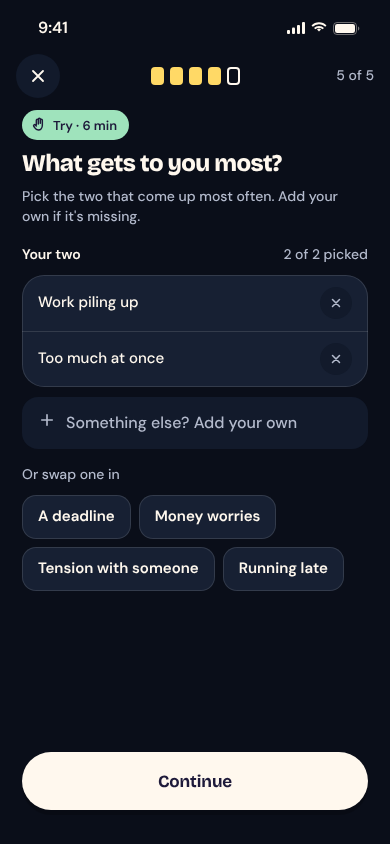 9:41
5 of 5
Try · 6 min
What gets to you most?
Pick the two that come up most often. Add your
own if it's missing.
Your two
2 of 2 picked
Work piling up
Too much at once
Something else? Add your own
Or swap one in
A deadline
Money worries
Tension with someone
Running late
Continue